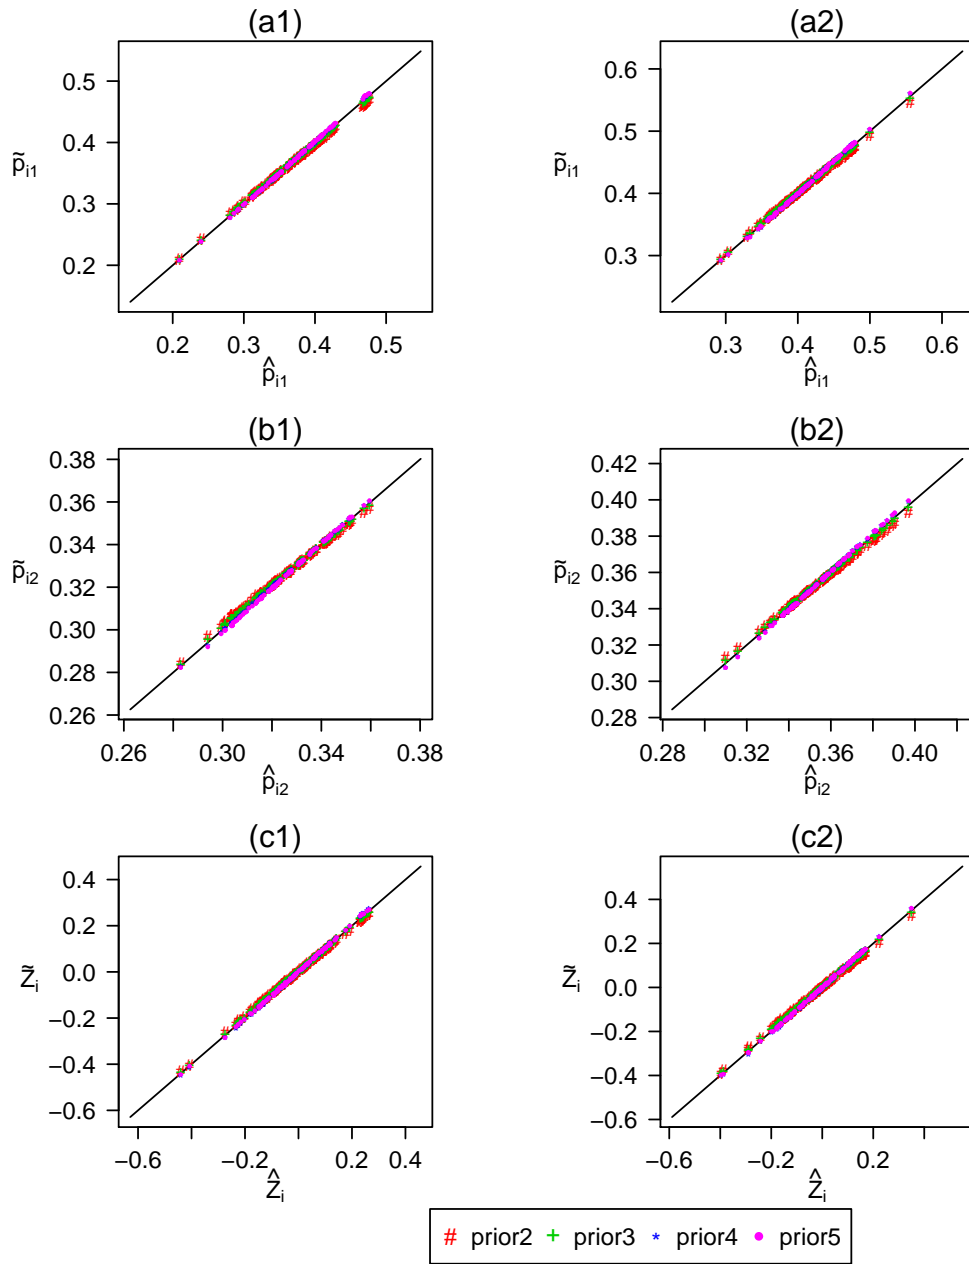 (a1)
0.5
0.4
0.3
0.2
p̃i1
0.2 0.3 0.4 0.5
p̂i1
(a2)
0.6
0.5
0.4
0.3
p̃i1
0.3 0.4 0.5 0.6
p̂i1
(b1)
0.38
0.36
0.34
0.32
0.30
0.28
0.26
p̃i2
0.26 0.30 0.34 0.38
p̂i2
(b2)
0.42
0.40
0.38
0.36
0.34
0.32
0.30
0.28
p̃i2
0.28 0.32 0.36 0.40
p̂i2
(c1)
0.4
0.2
0.0
−0.2
−0.4
−0.6
z̃i
−0.6 −0.2 0.2 0.4
ẑi
(c2)
0.4
0.2
0.0
−0.2
−0.4
−0.6
z̃i
−0.6 −0.2 0.2
ẑi
# prior2 + prior3 * prior4 ● prior5